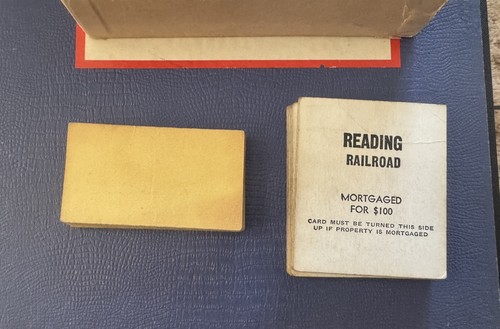 READING
RAILROAD
MORTGAGED
FOR $100
CARD MUST BE TURNED THIS SIDE
UP IF PROPERTY IS MORTGAGED